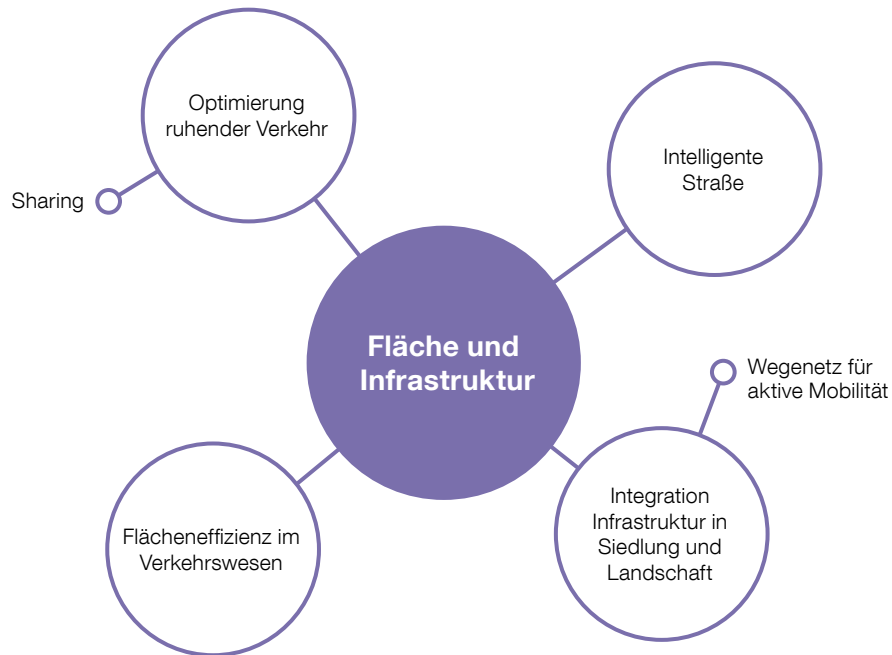 Optimierung
ruhender Verkehr
Intelligente
Straße
Sharing
Fläche und
Infrastruktur
Wegenetz für
aktive Mobilität
Flächeneffizienz im
Verkehrswesen
Integration
Infrastruktur in
Siedlung und
Landschaft